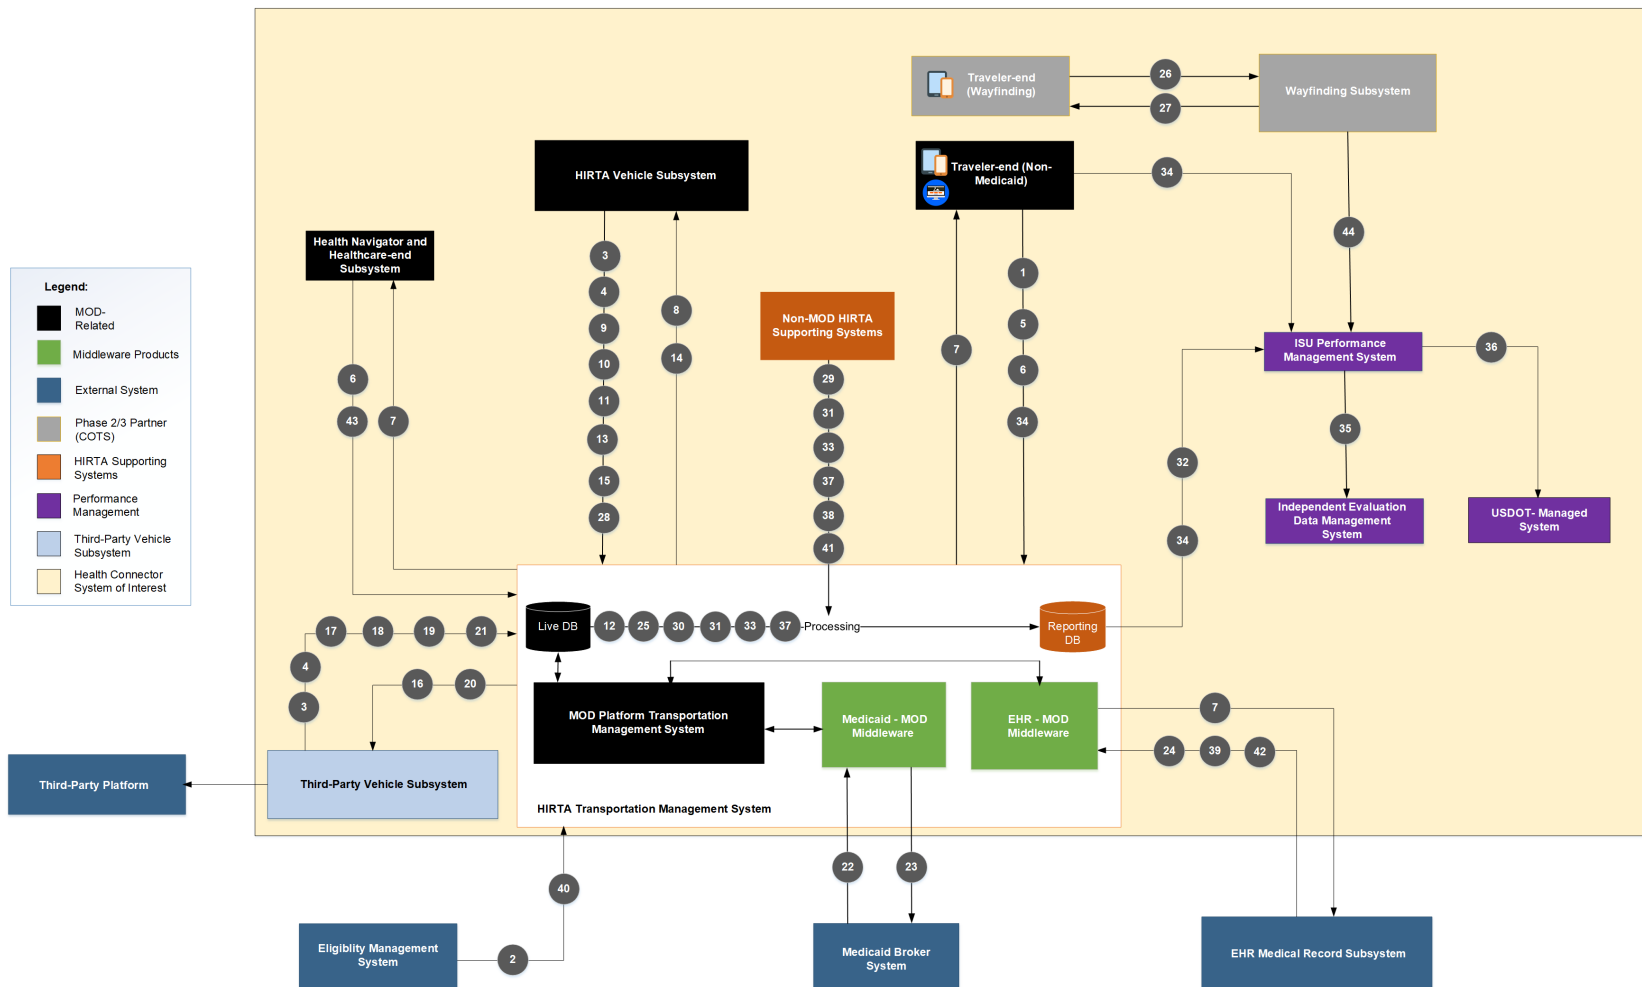 Traveler-end
(Wayfinding)
26
27
Wayfinding Subsystem
HIRTA Vehicle Subsystem
Traveler-end (Non-
Medicaid)
34
44
Health Navigator and
Healthcare-end
Subsystem
3
4
9
10
11
13
15
28
8
14
Non-MOD HIRTA
Supporting Systems
29
31
33
37
38
41
7
1
5
6
34
ISU Performance
Management System
36
35
32
34
Independent Evaluation
Data Management
System
USDOT- Managed
System
6
43
7
Legend:
MOD-
Related
Middleware Products
External System
Phase 2/3 Partner
(COTS)
HIRTA Supporting
Systems
Performance
Management
Third-Party Vehicle
Subsystem
Health Connector
System of Interest
17
18
19
21
4
3
16
20
Live DB
12
25
30
31
33
37
Processing
Reporting
DB
MOD Platform Transportation
Management System
Medicaid - MOD
Middleware
EHR - MOD
Middleware
7
24
39
42
HIRTA Transportation Management System
Third-Party Platform
Third-Party Vehicle Subsystem
40
22
23
Eligiblity Management
System
2
Medicaid Broker
System
EHR Medical Record Subsystem